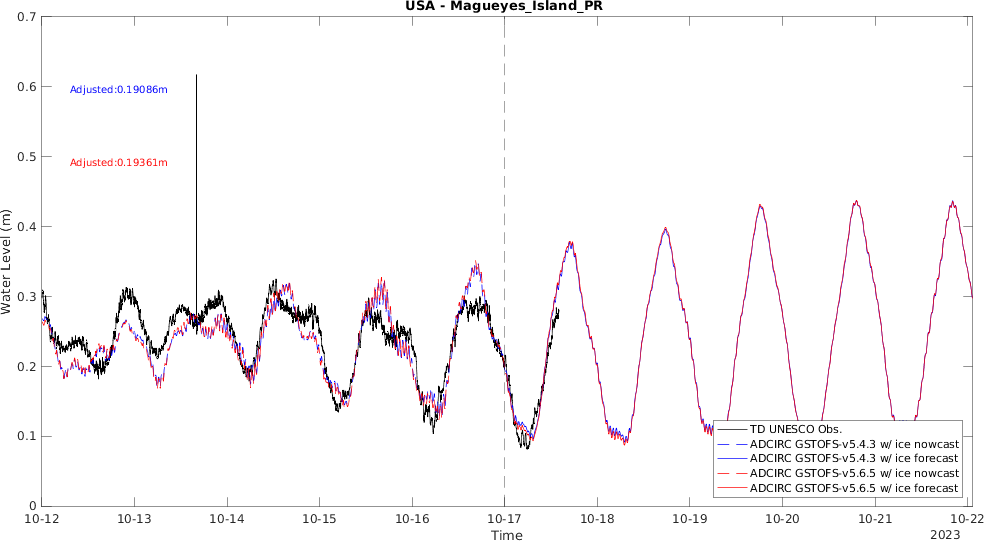 USA - Magueyes_Island_PR
Adjusted:0.19086m
Adjusted:0.19361m
Water Level (m)
0.7
0.6
0.5
0.4
0.3
0.2
0.1
0
10-12
10-13
10-14
10-15
10-16
10-17
10-18
10-19
10-20
10-21
10-22
2023
Time
TD UNESCO Obs.
ADCIRC GSTOFS-v5.4.3 w/ ice nowcast
ADCIRC GSTOFS-v5.4.3 w/ ice forecast
ADCIRC GSTOFS-v5.6.5 w/ ice nowcast
ADCIRC GSTOFS-v5.6.5 w/ ice forecast